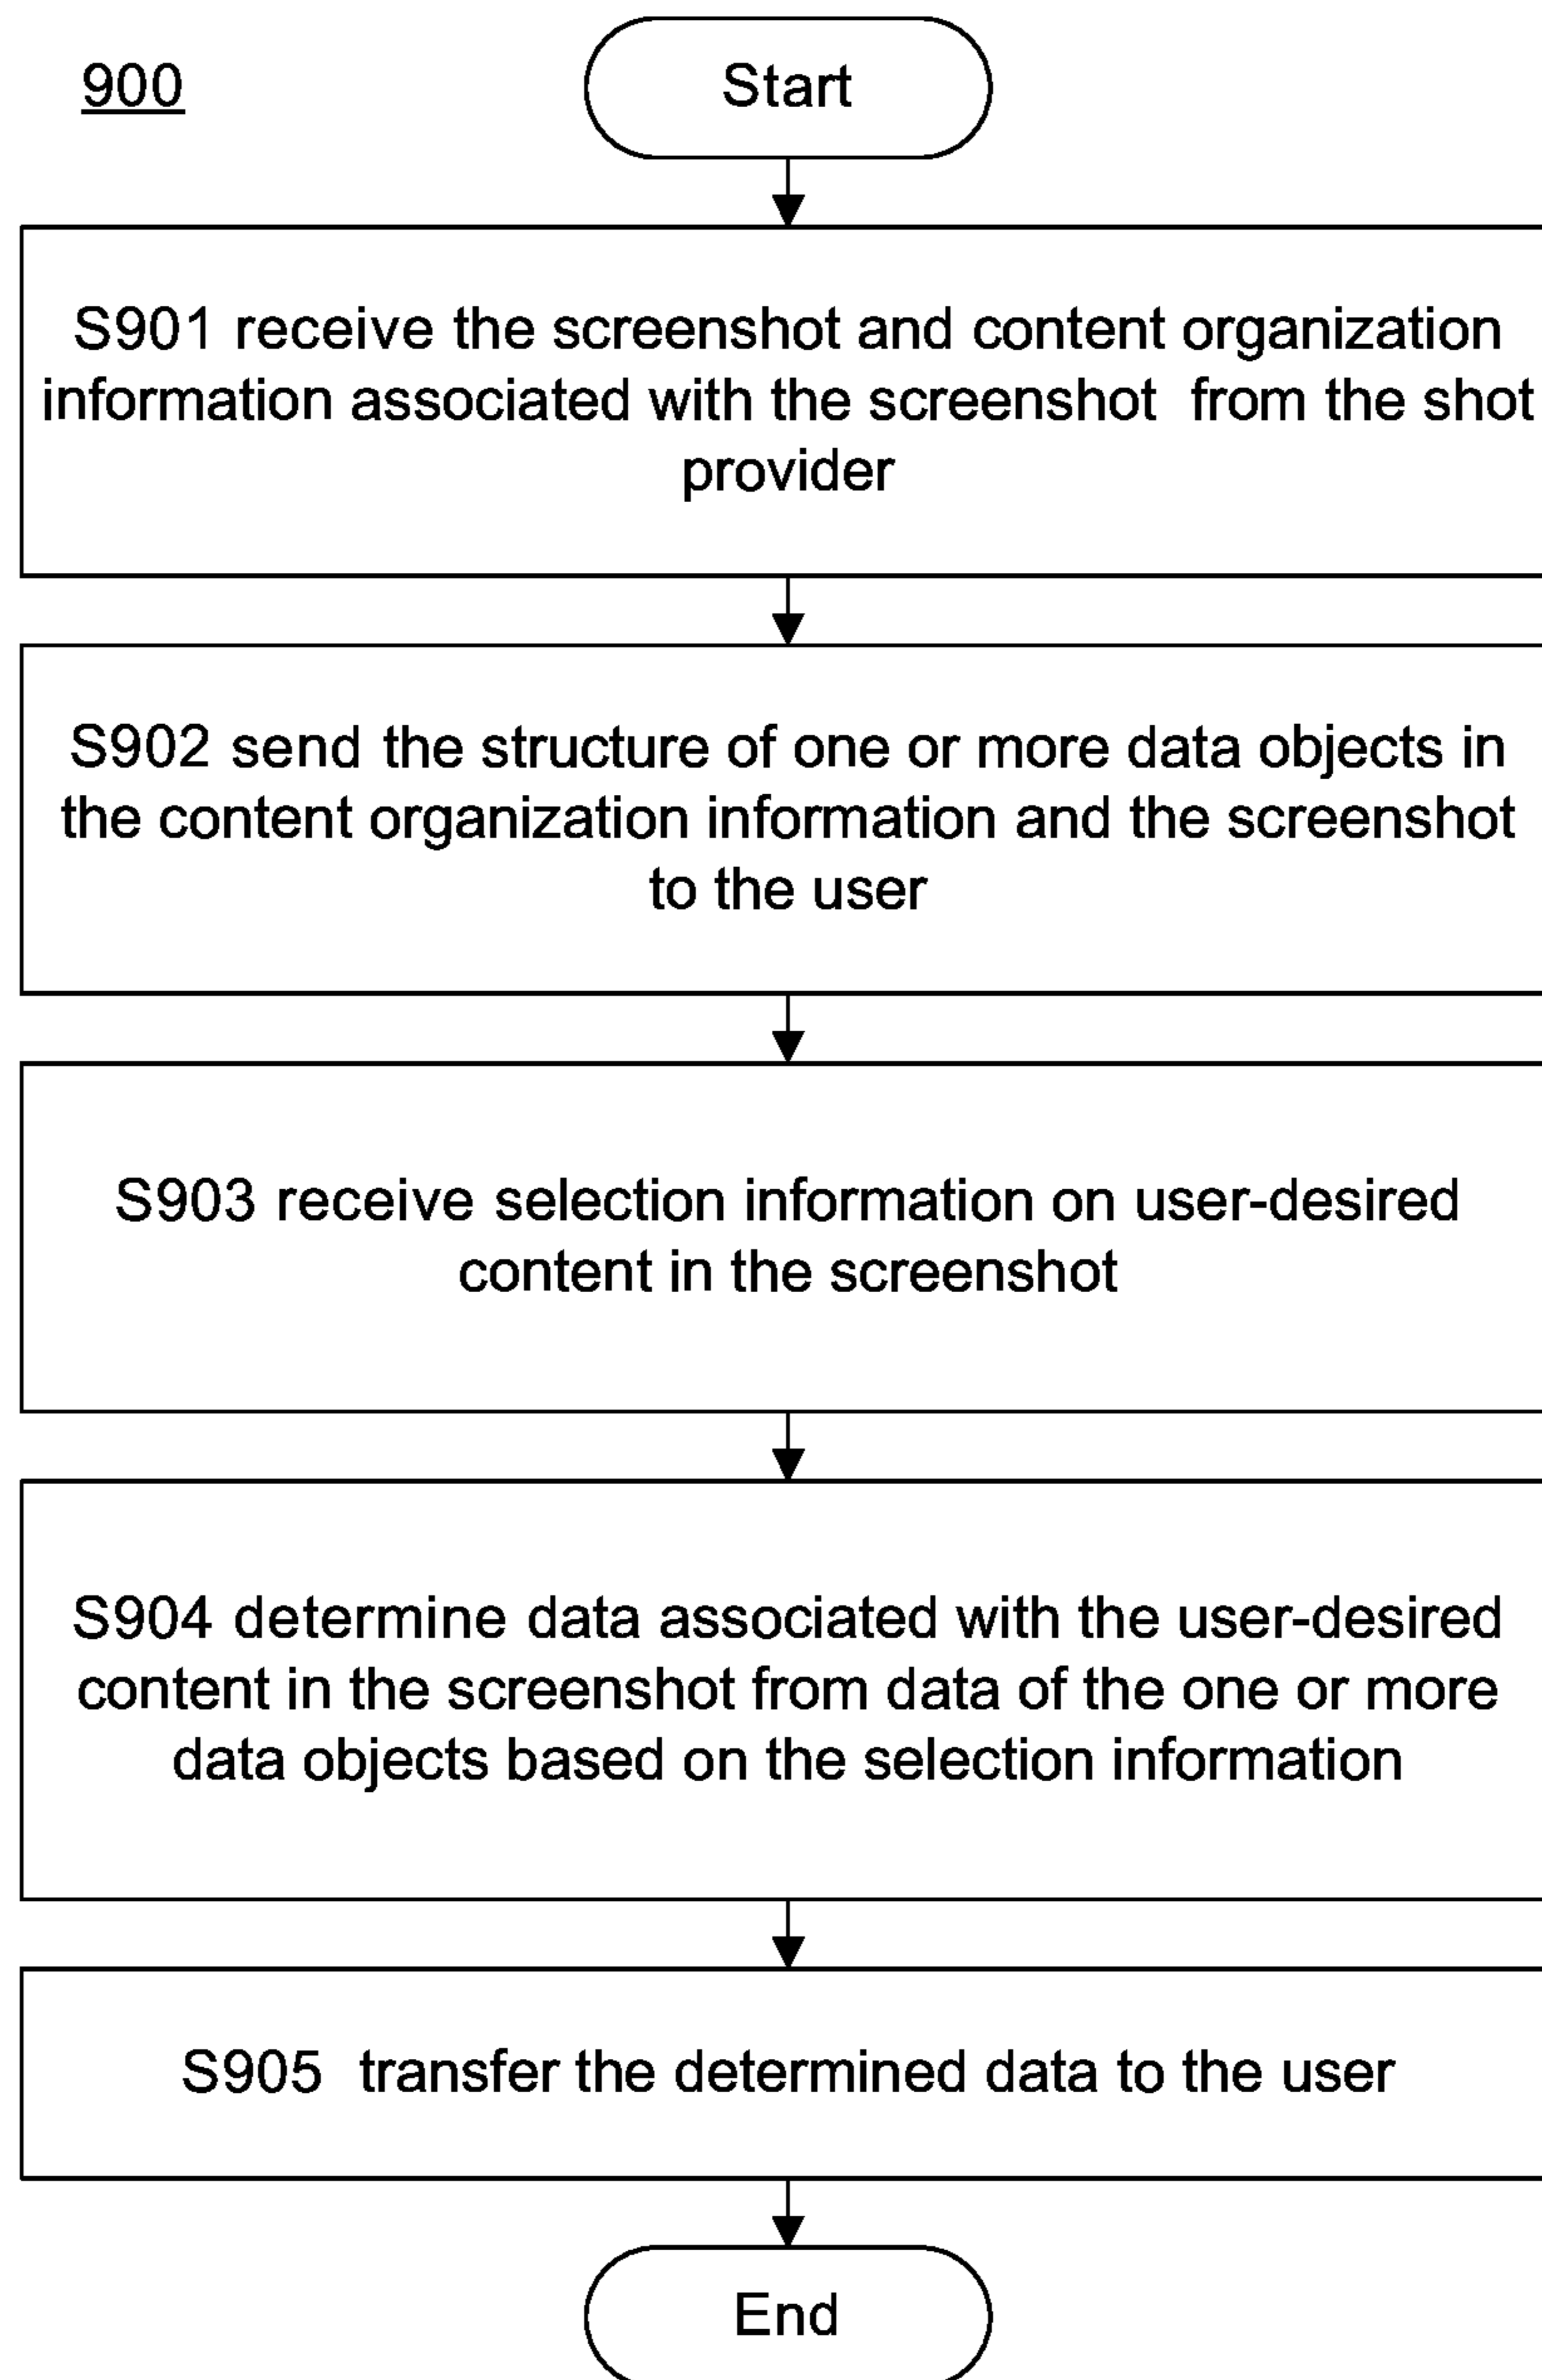 900
Start
S901 receive the screenshot and content organization
information associated with the screenshot from the shot
provider
S902 send the structure of one or more data objects in
the content organization information and the screenshot
to the user
S903 receive selection information on user-desired
content in the screenshot
S904 determine data associated with the user-desired
content in the screenshot from data of the one or more
data objects based on the selection information
S905 transfer the determined data to the user
End